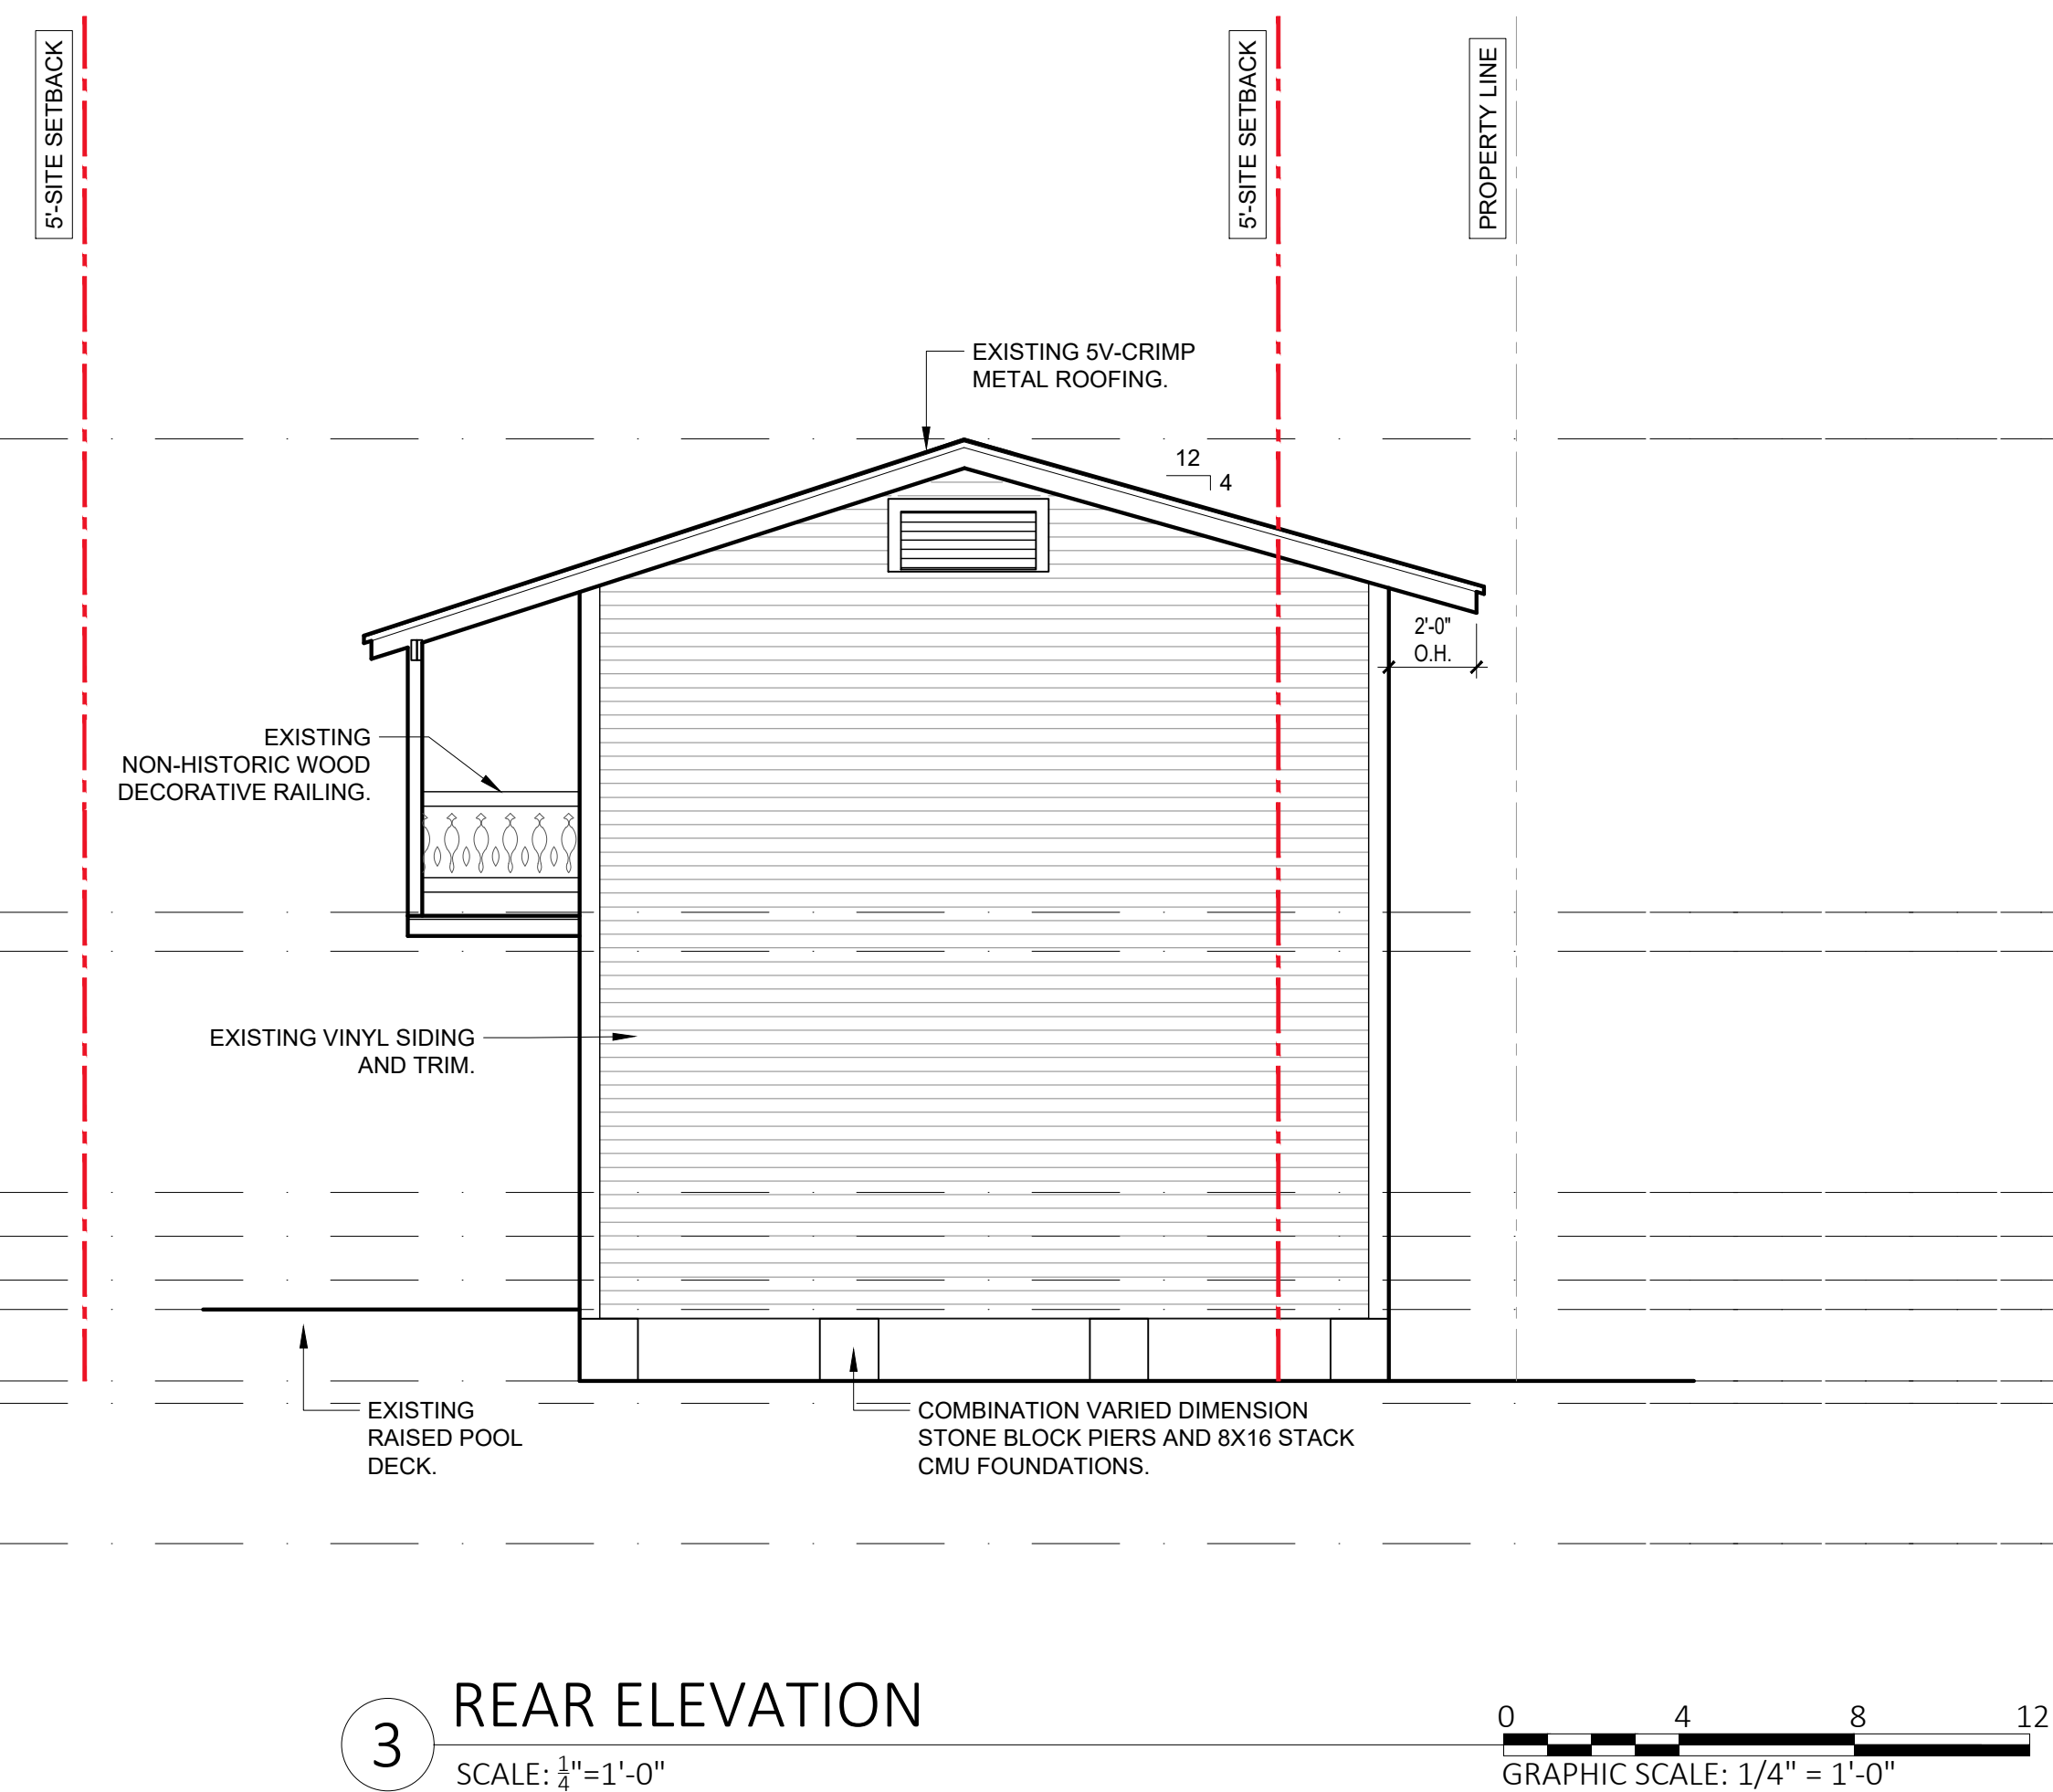 5'-SITE SETBACK
5'-SITE SETBACK
PROPERTY LINE
EXISTING 5V-CRIMP
METAL ROOFING.
12
4
2'-0"
O.H.
EXISTING
NON-HISTORIC WOOD
DECORATIVE RAILING.
EXISTING VINYL SIDING
AND TRIM.
EXISTING
RAISED POOL
DECK.
COMBINATION VARIED DIMENSION
STONE BLOCK PIERS AND 8X16 STACK
CMU FOUNDATIONS.
3
REAR ELEVATION
SCALE: 1/4"=1'-0"
0 4 8 12
GRAPHIC SCALE: 1/4" = 1'-0"